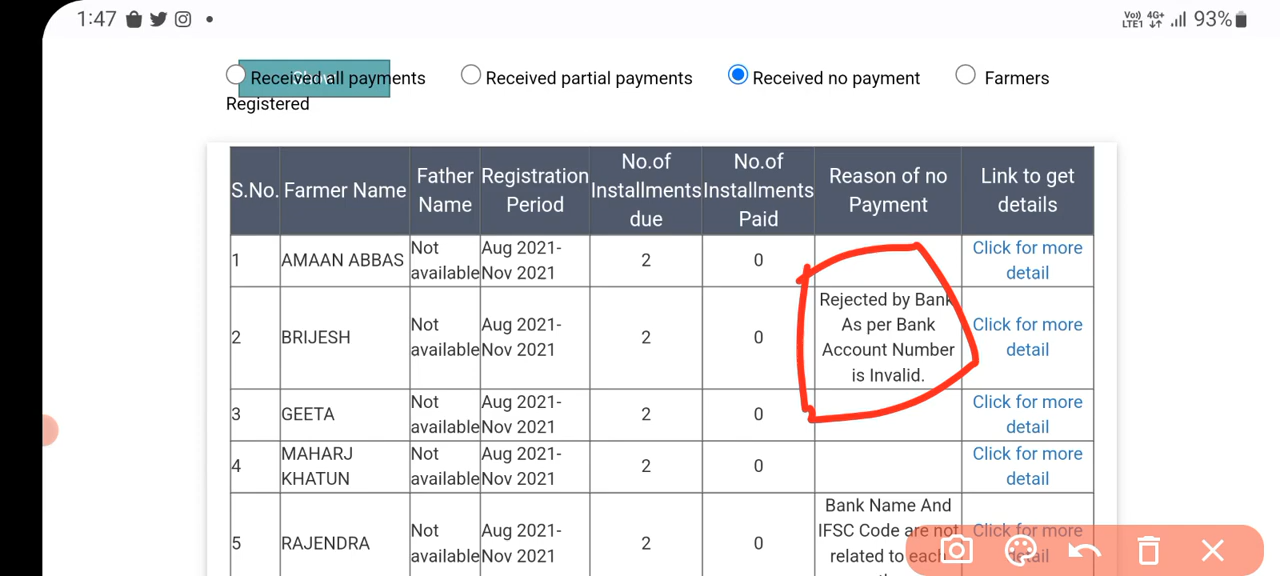 1:47
Vo)) 4G+
LTE1
93%
Received all payments Received partial payments Received no payment Farmers
Registered
S.No. Farmer Name Father Name Registration Period No.of Installments due No.of Installments Paid Reason of no Payment Link to get details
1 AMAAN ABBAS Not available Aug 2021-Nov 2021 2 0 Click for more detail
2 BRIJESH Not available Aug 2021-Nov 2021 2 0 Rejected by Bank As per Bank Account Number is Invalid. Click for more detail
3 GEETA Not available Aug 2021-Nov 2021 2 0 Click for more detail
4 MAHARJ KHATUN Not available Aug 2021-Nov 2021 2 0 Click for more detail
5 RAJENDRA Not available Aug 2021-Nov 2021 2 0 Bank Name And IFSC Code are not related to each Click for more detail